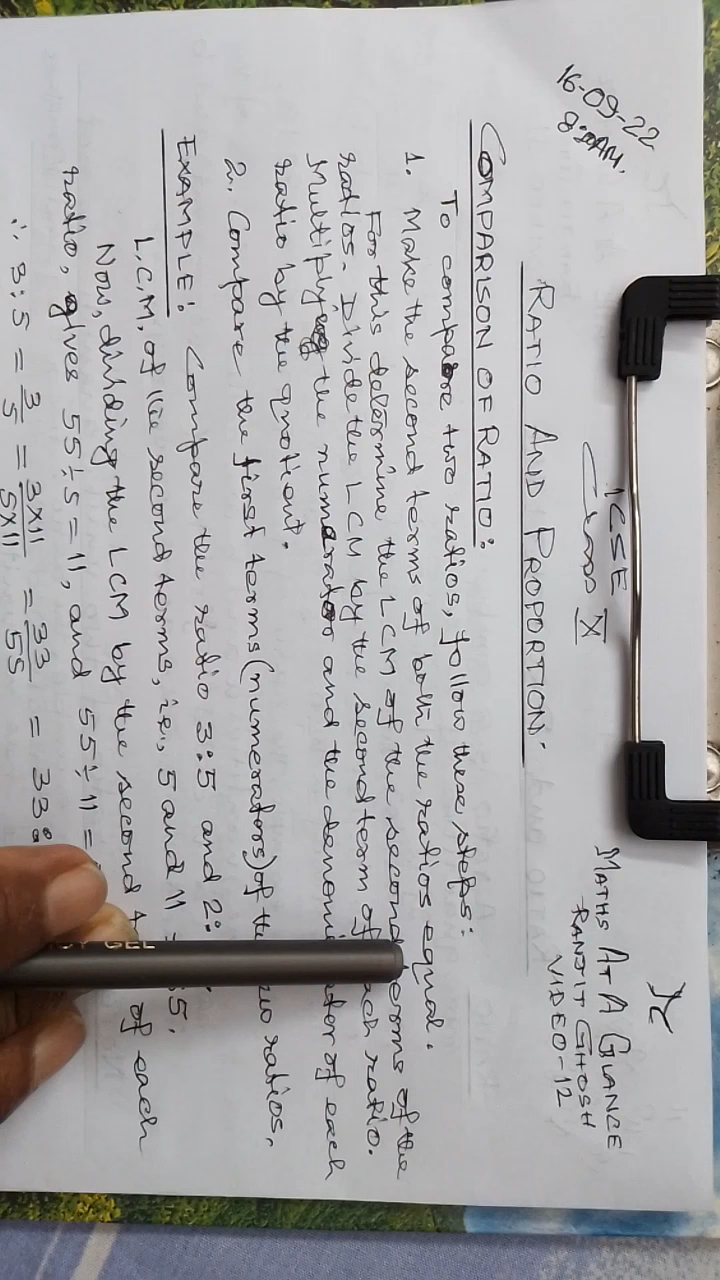 16-09-22
ICSE
Class X
MATHS AT A GLANCE
RANJIT GHOSH
VIDEO-12
RATIO AND PROPORTION:
COMPARISON OF RATIO:
To compare two ratios, follow these steps:
1. Make the second terms of both the ratios equal.
For this determine the LCM of the second terms of the
ratios. Divide the LCM by the second term of each ratio.
Multiply the numerator and the denominator of each
ratio by the quotient.
2. Compare the first terms (numerators) of the two ratios.
EXAMPLE: Compare the ratio 3:5 and 2:
L.C.M. of the second terms, i.e., 5 and 11 = 55.
Now, dividing the LCM by the second of each
ratio, gives 55÷5 = 11, and 55÷11 =
∴ 3:5 = 3/5 = 3×11/5×11 = 33/55 = 33:
GEL